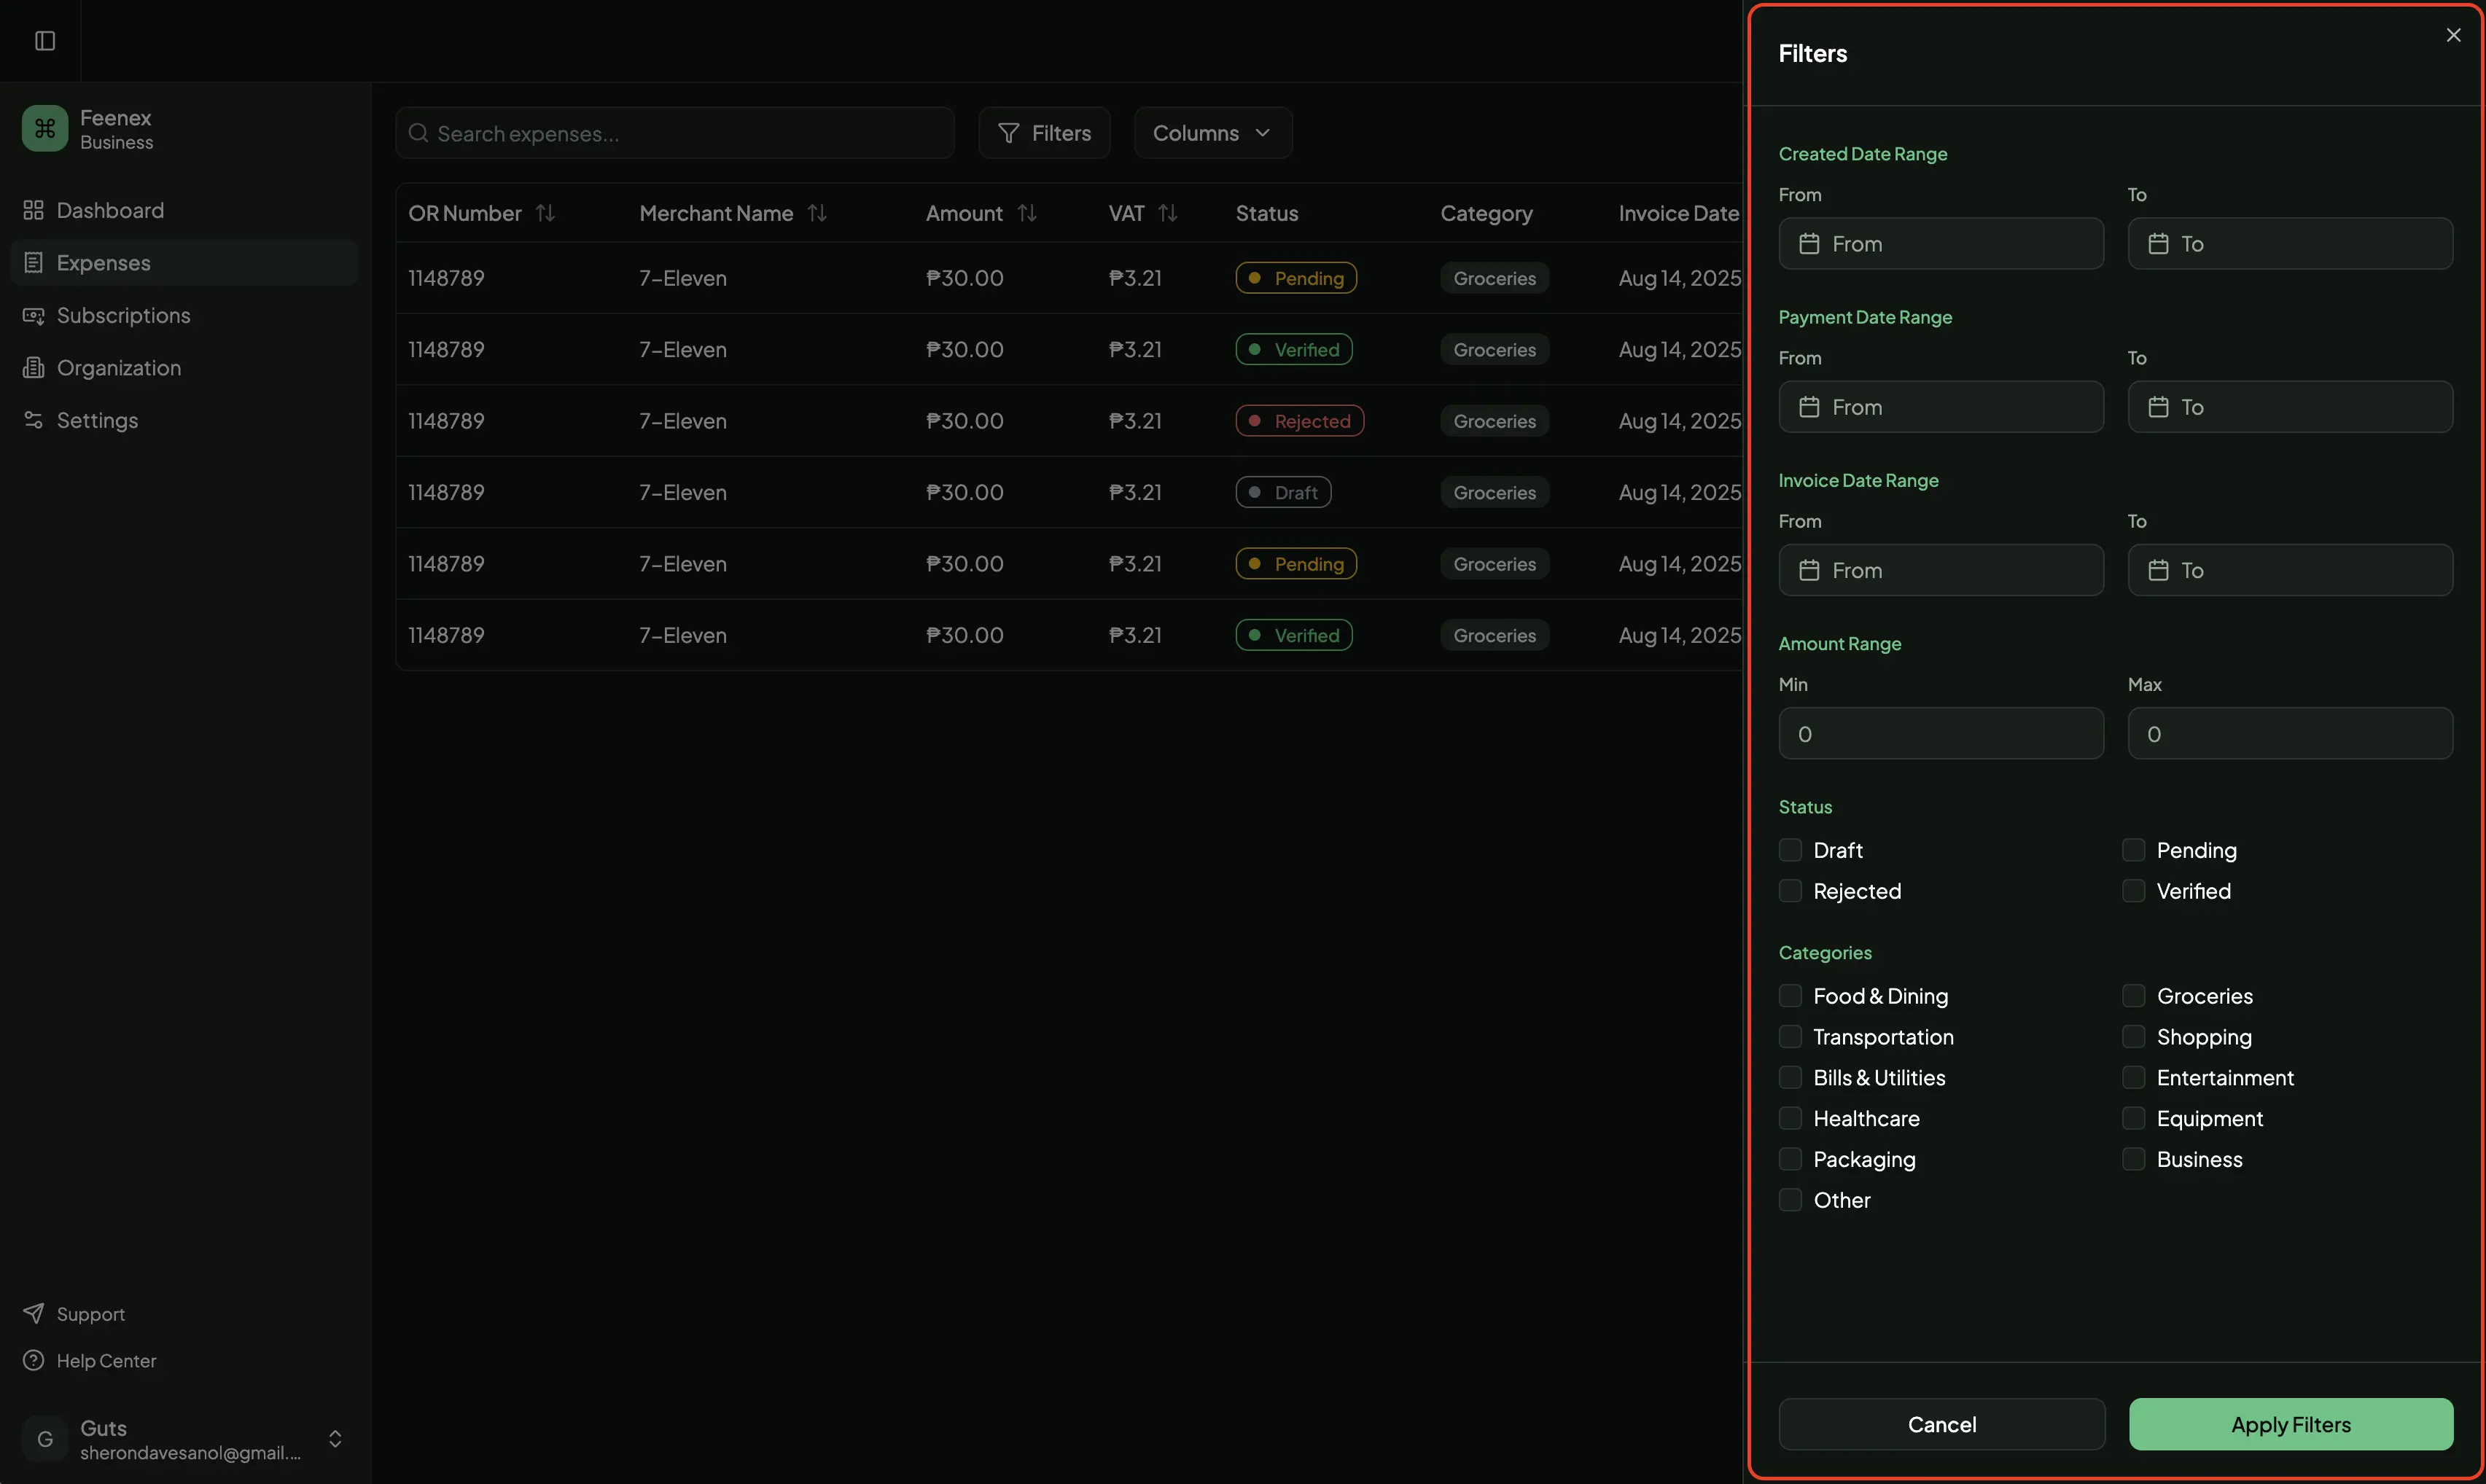 Feenex
Business
Dashboard
Expenses
Subscriptions
Organization
Settings
Support
Help Center
G
Guts
sherondavesanol@gmail....
Search expenses...
Filters
Columns
OR Number Merchant Name Amount VAT Status Category Invoice Date
1148789 7-Eleven ₱30.00 ₱3.21 Pending Groceries Aug 14, 2025
1148789 7-Eleven ₱30.00 ₱3.21 Verified Groceries Aug 14, 2025
1148789 7-Eleven ₱30.00 ₱3.21 Rejected Groceries Aug 14, 2025
1148789 7-Eleven ₱30.00 ₱3.21 Draft Groceries Aug 14, 2025
1148789 7-Eleven ₱30.00 ₱3.21 Pending Groceries Aug 14, 2025
1148789 7-Eleven ₱30.00 ₱3.21 Verified Groceries Aug 14, 2025
Filters
Created Date Range
From To
From To
Payment Date Range
From To
From To
Invoice Date Range
From To
From To
Amount Range
Min Max
0 0
Status
Draft Pending
Rejected Verified
Categories
Food & Dining Groceries
Transportation Shopping
Bills & Utilities Entertainment
Healthcare Equipment
Packaging Business
Other
Cancel Apply Filters